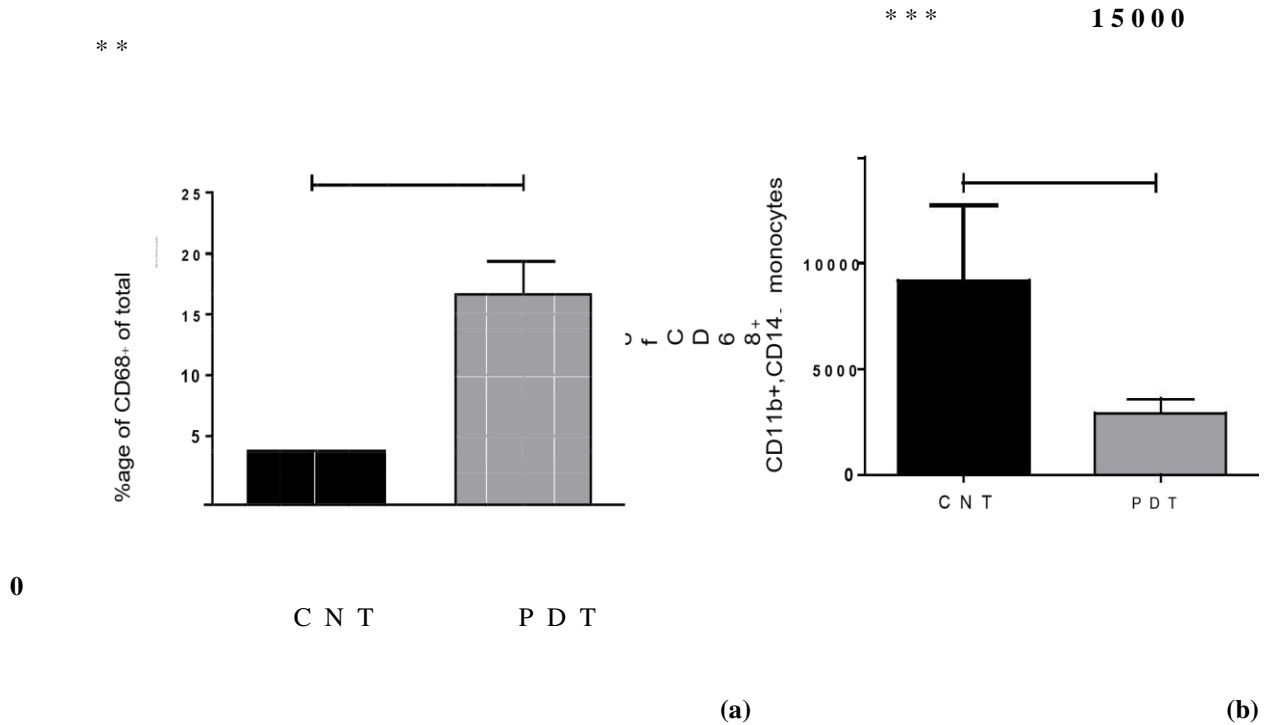 * * *
15000
* *
25
20
15
10
5
%age of CD68+ of total
f CD68+
CD11b+,CD14- monocytes
10000
5000
0
CNT
PDT
0
CNT
PDT
(a)
(b)